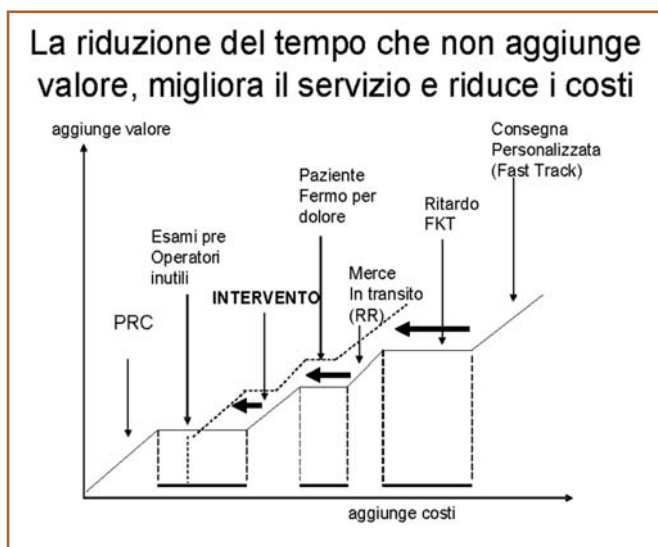 La riduzione del tempo che non aggiunge
valore, migliora il servizio e riduce i costi
aggiunge valore
Consegna
Personalizzata
(Fast Track)
Paziente
Fermo per
dolore
Ritardo
FKT
Esami pre
Operatori
inutili
INTERVENTO
Merce
In transito
(RR)
PRC
aggiunge costi